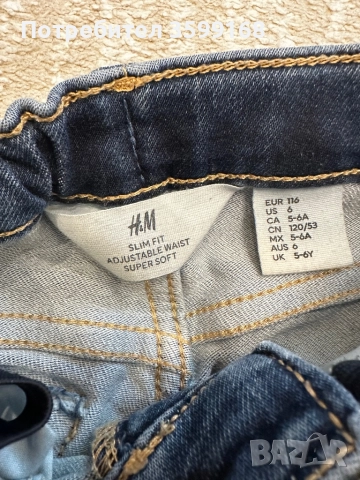 Потребител 8599168
H&M
SLIM FIT
ADJUSTABLE WAIST
SUPER SOFT
EUR 116
US 6
CA 5-6A
CN 120/53
MX 5-6A
AUS 6
UK 5-6Y
BAZAR